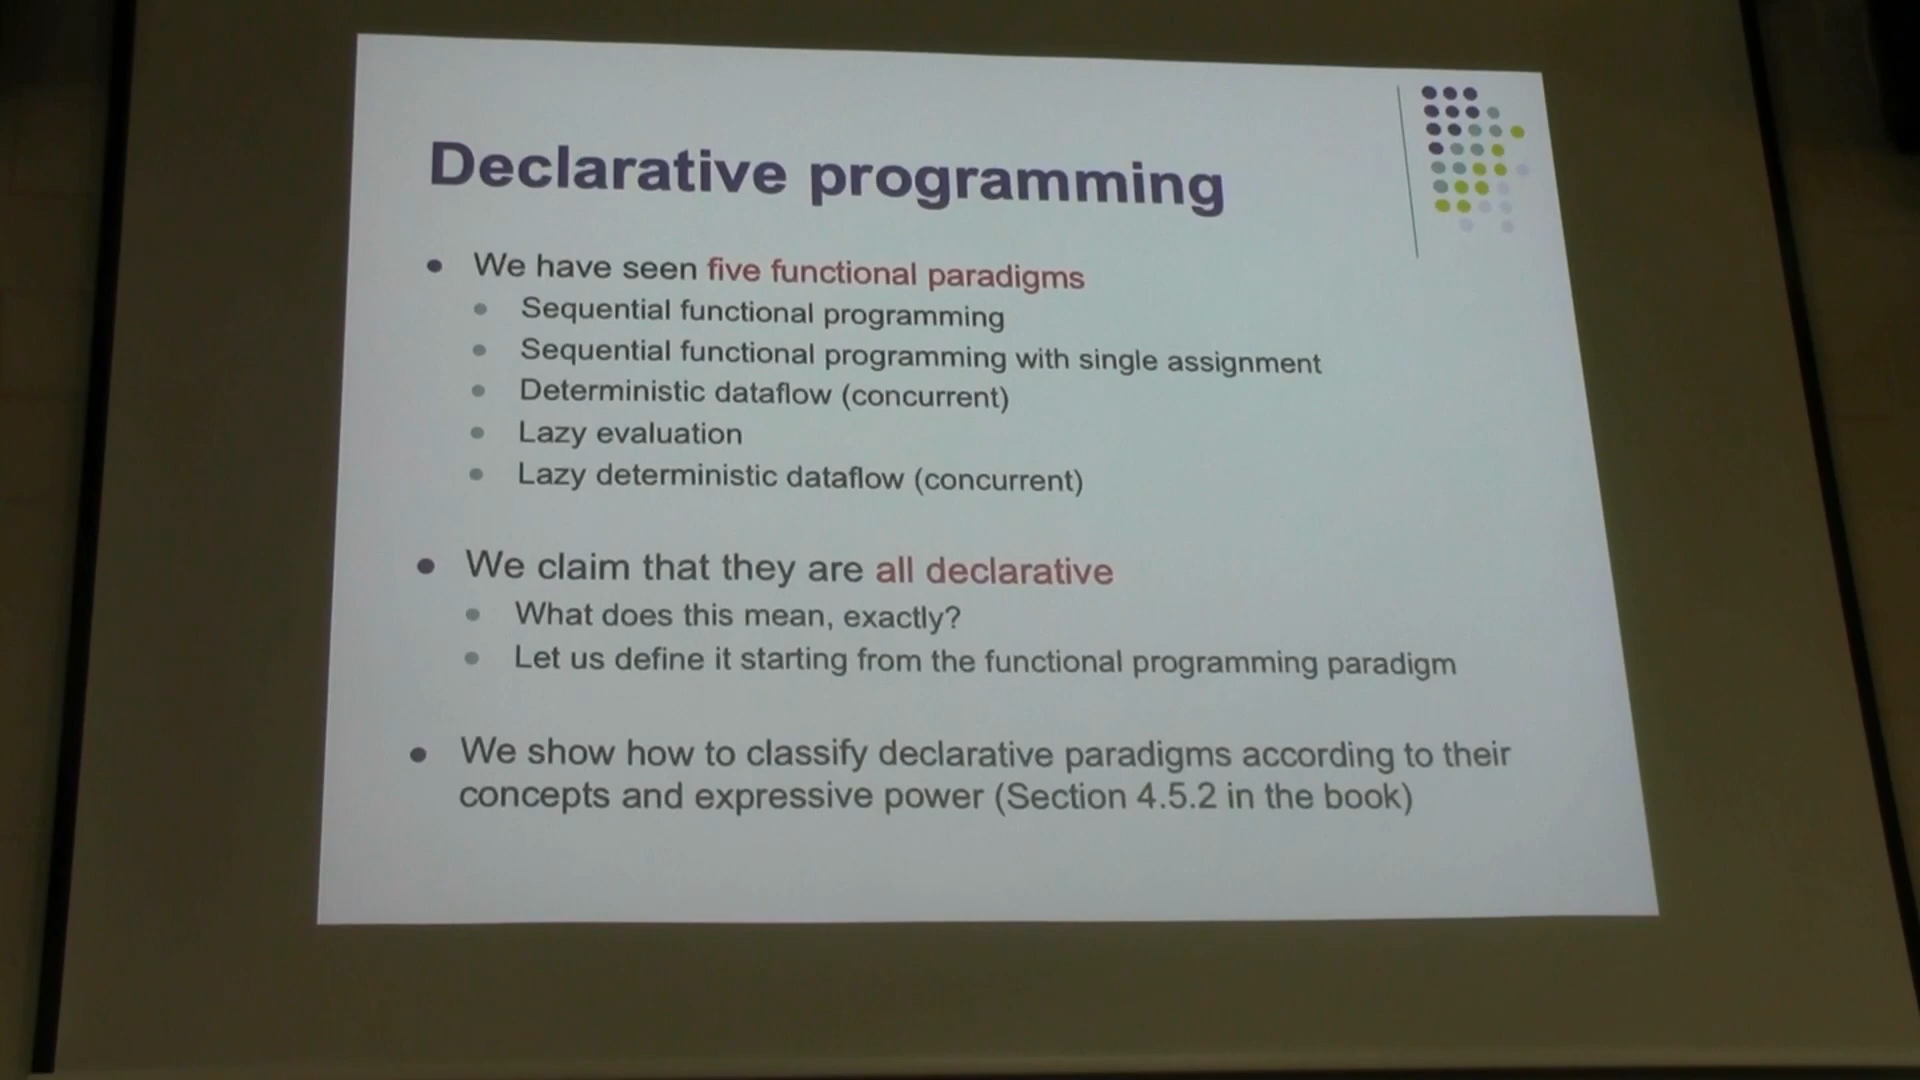 Declarative programming
We have seen five functional paradigms
Sequential functional programming
Sequential functional programming with single assignment
Deterministic dataflow (concurrent)
Lazy evaluation
Lazy deterministic dataflow (concurrent)
We claim that they are all declarative
What does this mean, exactly?
Let us define it starting from the functional programming paradigm
We show how to classify declarative paradigms according to their
concepts and expressive power (Section 4.5.2 in the book)